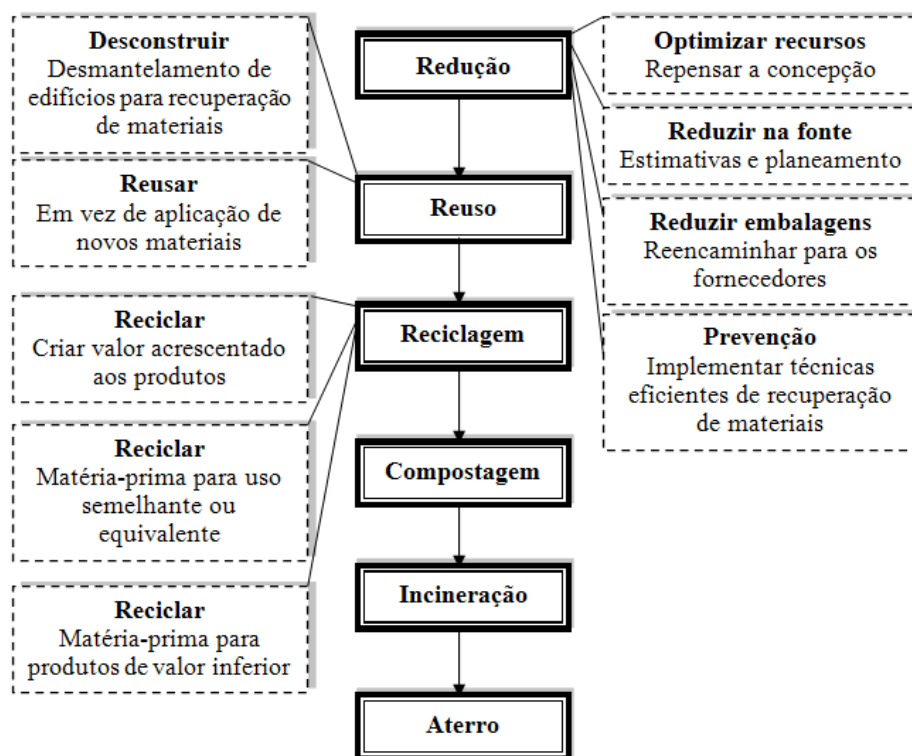 Desconstruir
Desmantelamento de
edifícios para recuperação
de materiais
Reusar
Em vez de aplicação de
novos materiais
Reciclar
Criar valor acrescentado
aos produtos
Reciclar
Matéria-prima para uso
semelhante ou
equivalente
Reciclar
Matéria-prima para
produtos de valor inferior
Redução
Reuso
Reciclagem
Compostagem
Incineração
Aterro
Optimizar recursos
Repensar a concepção
Reduzir na fonte
Estimativas e planeamento
Reduzir embalagens
Reencaminhar para os
fornecedores
Prevenção
Implementar técnicas
eficientes de recuperação
de materiais